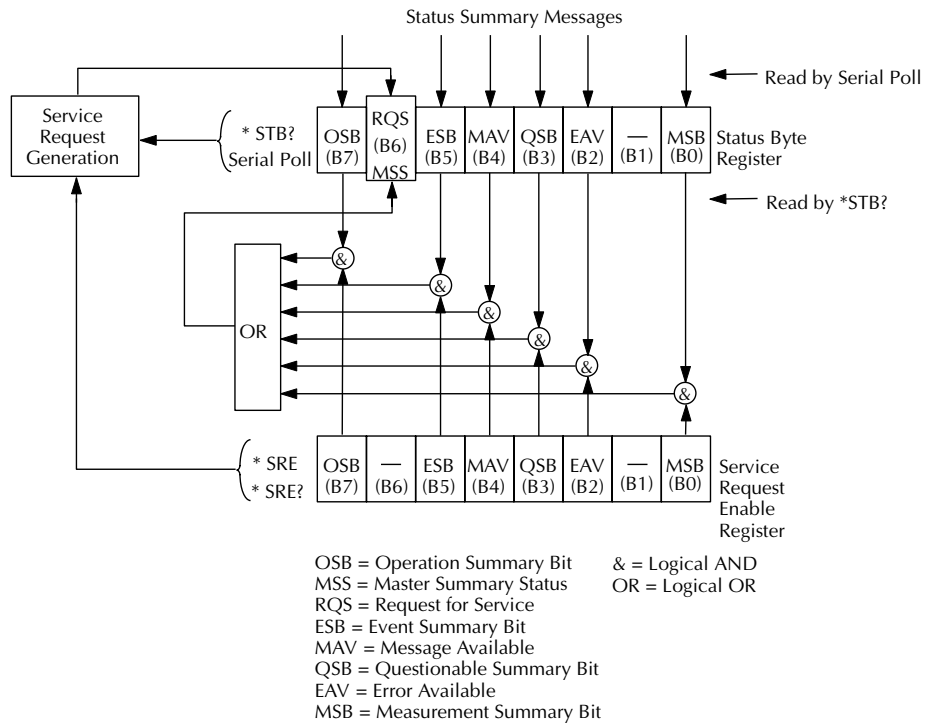 Status Summary Messages
Read by Serial Poll
Service
Request
Generation
* STB?
Serial Poll
OSB
(B7)
RQS
(B6)
MSS
ESB
(B5)
MAV
(B4)
QSB
(B3)
EAV
(B2)
—
(B1)
MSB
(B0)
Status Byte
Register
Read by *STB?
OR
&
&
&
&
&
&
* SRE
* SRE?
OSB
(B7)
—
(B6)
ESB
(B5)
MAV
(B4)
QSB
(B3)
EAV
(B2)
—
(B1)
MSB
(B0)
Service
Request
Enable
Register
OSB = Operation Summary Bit
MSS = Master Summary Status
RQS = Request for Service
ESB = Event Summary Bit
MAV = Message Available
QSB = Questionable Summary Bit
EAV = Error Available
MSB = Measurement Summary Bit
& = Logical AND
OR = Logical OR